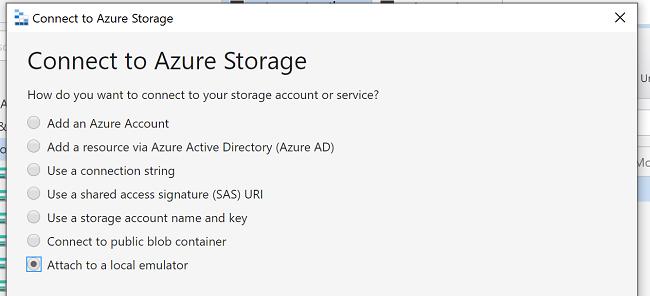 Connect to Azure Storage
Connect to Azure Storage
How do you want to connect to your storage account or service?
Add an Azure Account
Add a resource via Azure Active Directory (Azure AD)
Use a connection string
Use a shared access signature (SAS) URI
Use a storage account name and key
Connect to public blob container
Attach to a local emulator